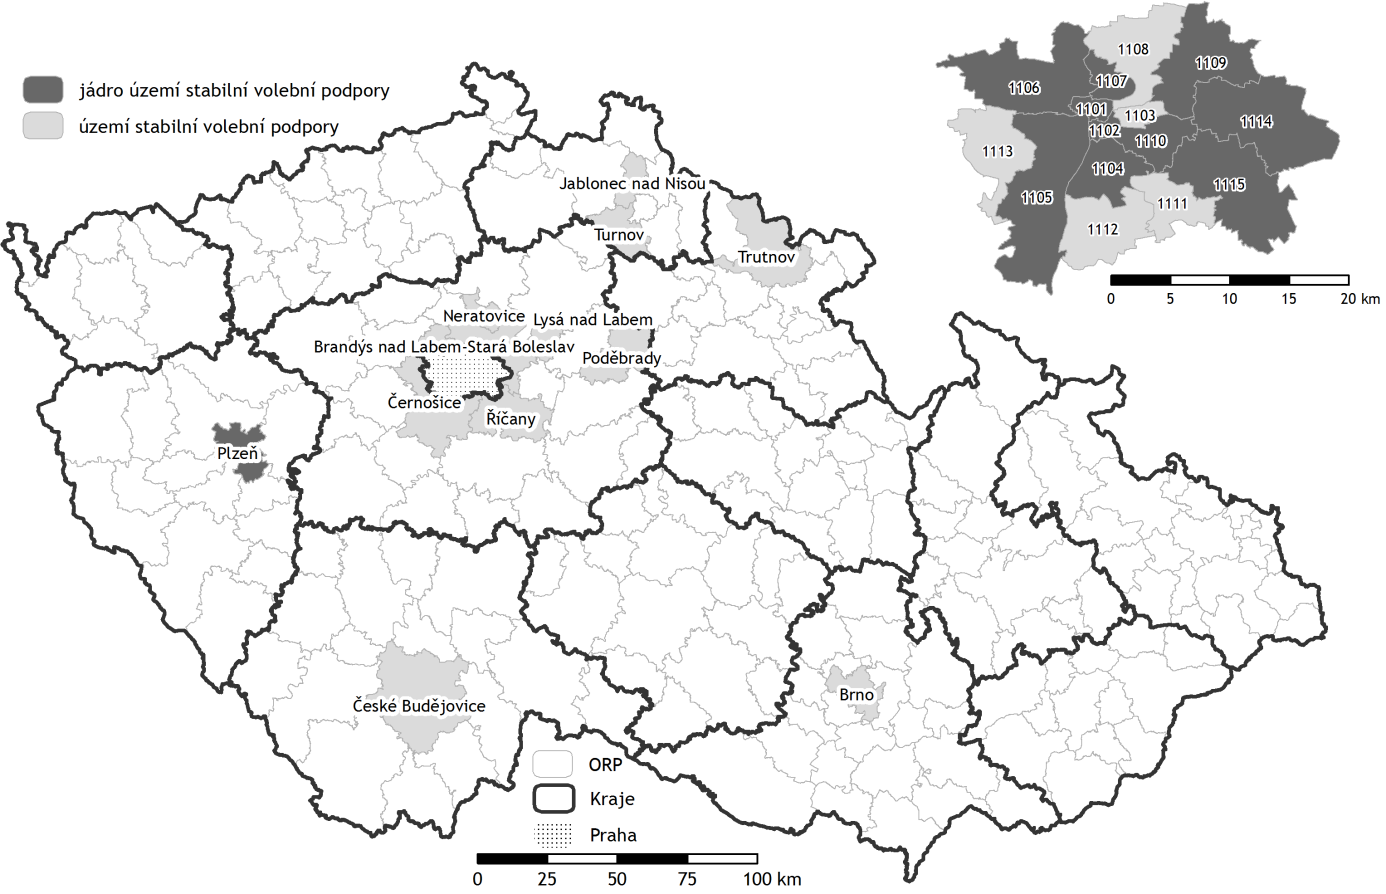 jádro území stabilní volební podpory
území stabilní volební podpory
1108
1109
1106
1107
1101
1103
1114
1102
1110
1113
1104
1115
1105
1111
1112
0 5 10 15 20 km
Jablonec nad Nisou
Turnov
Trutnov
Neratovice
Lysá nad Labem
Brandýs nad Labem-Stará Boleslav
Poděbrady
Černošice
Říčany
Plzeň
Brno
České Budějovice
ORP
Kraje
Praha
0 25 50 75 100 km